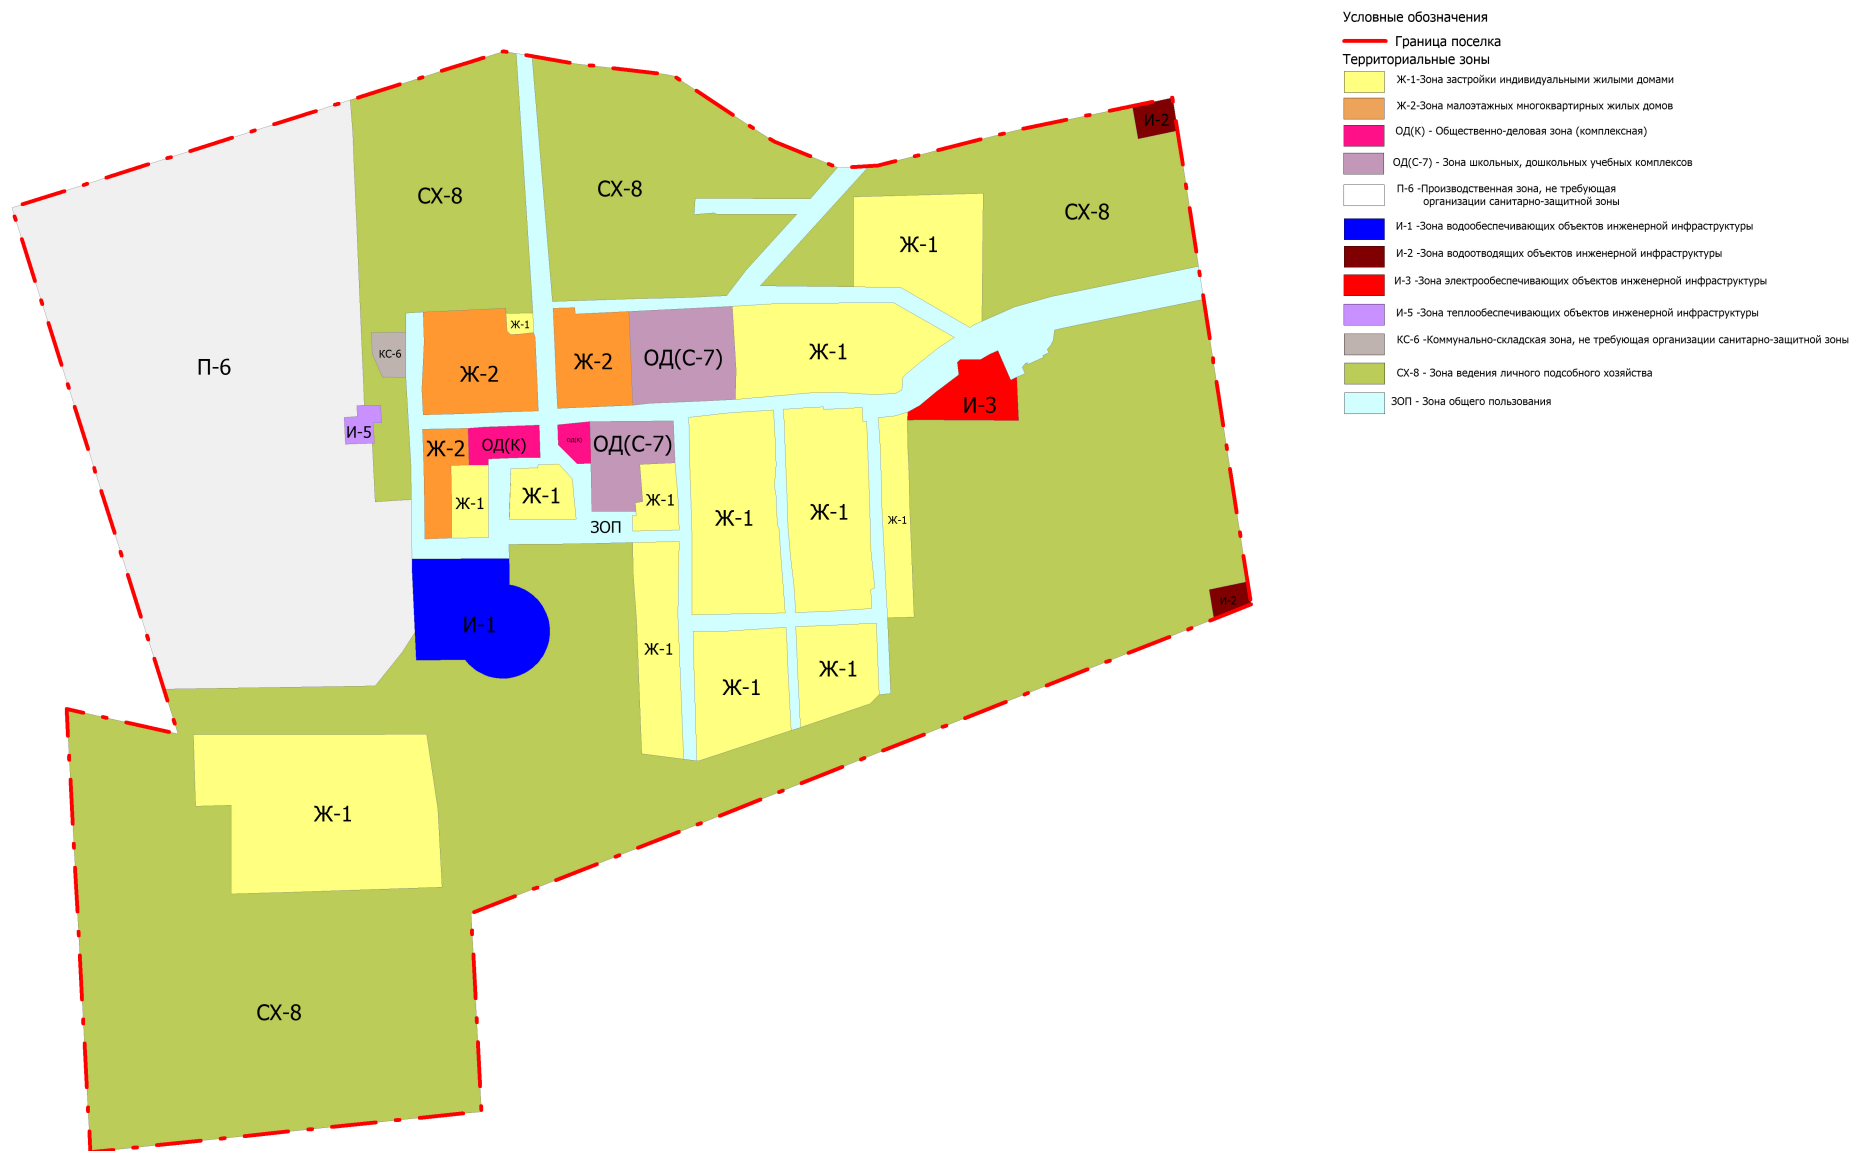 Условные обозначения
Граница поселка
Территориальные зоны
Ж-1-Зона застройки индивидуальными жилыми домами
Ж-2-Зона малоэтажных многоквартирных жилых домов
ОД(К) - Общественно-деловая зона (комплексная)
ОД(С-7) - Зона школьных, дошкольных учебных комплексов
П-6 -Производственная зона, не требующая
организации санитарно-защитной зоны
И-1 -Зона водообеспечивающих объектов инженерной инфраструктуры
И-2 -Зона водоотводящих объектов инженерной инфраструктуры
И-3 -Зона электрообеспечивающих объектов инженерной инфраструктуры
И-5 -Зона теплообеспечивающих объектов инженерной инфраструктуры
КС-6 -Коммунально-складская зона, не требующая организации санитарно-защитной зоны
СХ-8 - Зона ведения личного подсобного хозяйства
ЗОП - Зона общего пользования
И-2
СХ-8
СХ-8
СХ-8
Ж-1
Ж-1
КС-6
П-6
Ж-2
Ж-2
ОД(С-7)
Ж-1
И-3
И-5
Ж-2
ОД(К)
ОД(К)
ОД(С-7)
Ж-1
Ж-1
Ж-1
Ж-1
Ж-1
Ж-1
ЗОП
И-2
И-1
Ж-1
Ж-1
Ж-1
Ж-1
СХ-8